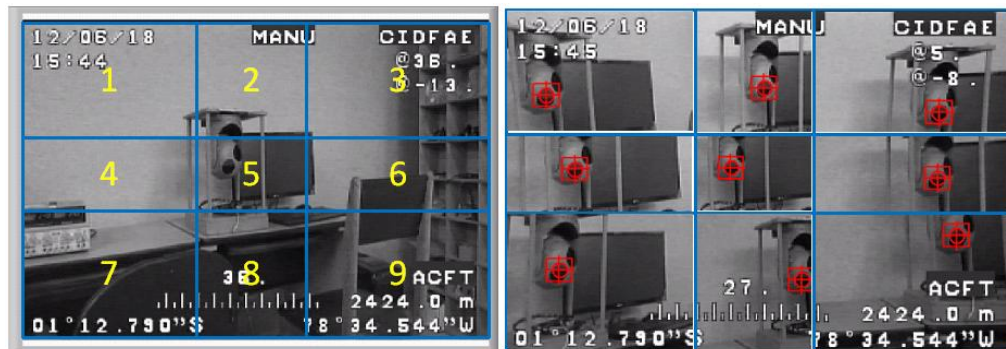 12/06/18 MANU CIDFAE
15:44 @36.
@-13.
1 2 3
4 5 6
7 8 9
36. ACFT
2424.0 m
01°12.790"S 78°34.544"W
12/06/18 MANU CIDFAE
15:45 @5.
@-8.
27. ACFT
2424.0 m
01°12.790"S 78°34.544"W